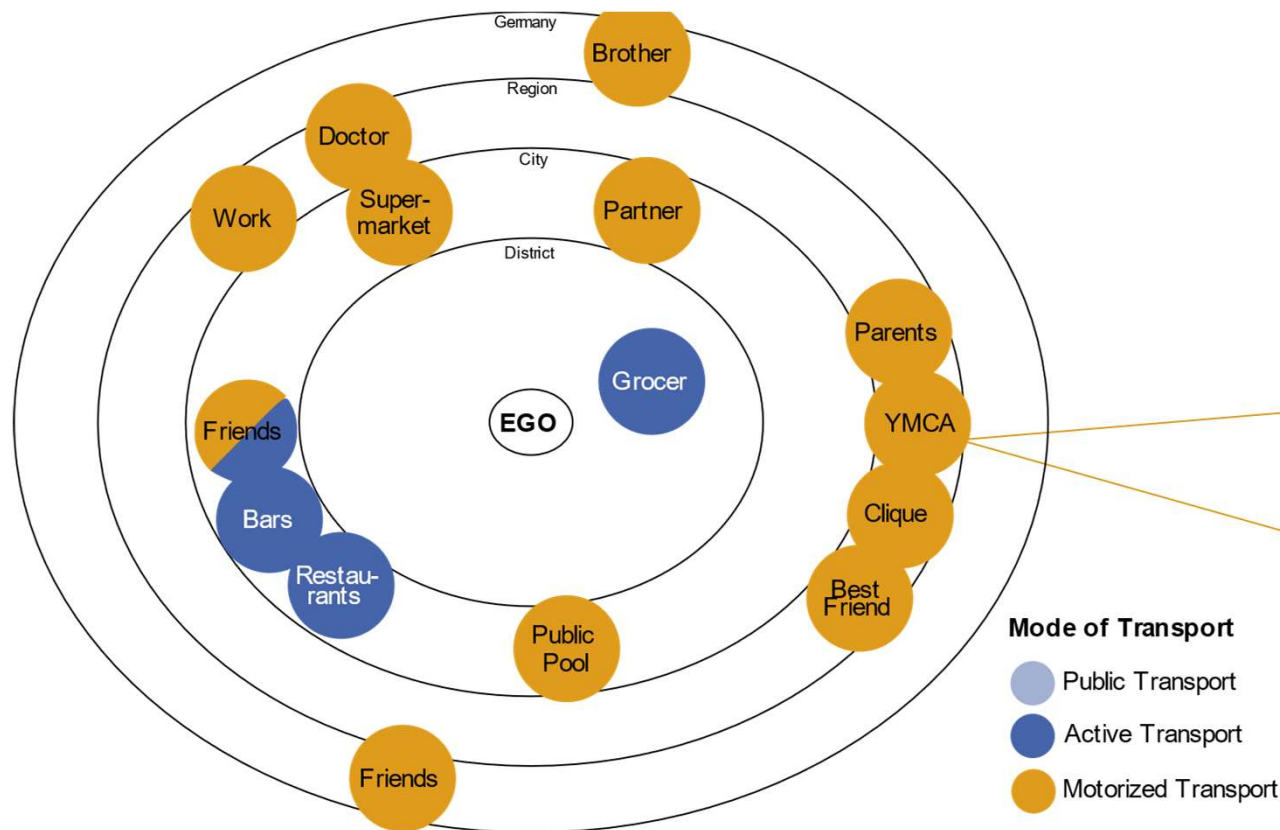 Germany
Brother
Region
Doctor
City
Super-
market
Partner
Work
District
Parents
Grocer
EGO
YMCA
Friends
Bars
Clique
Restau-
rants
Best
Friend
Public
Pool
Friends
Mode of Transport
Public Transport
Active Transport
Motorized Transport